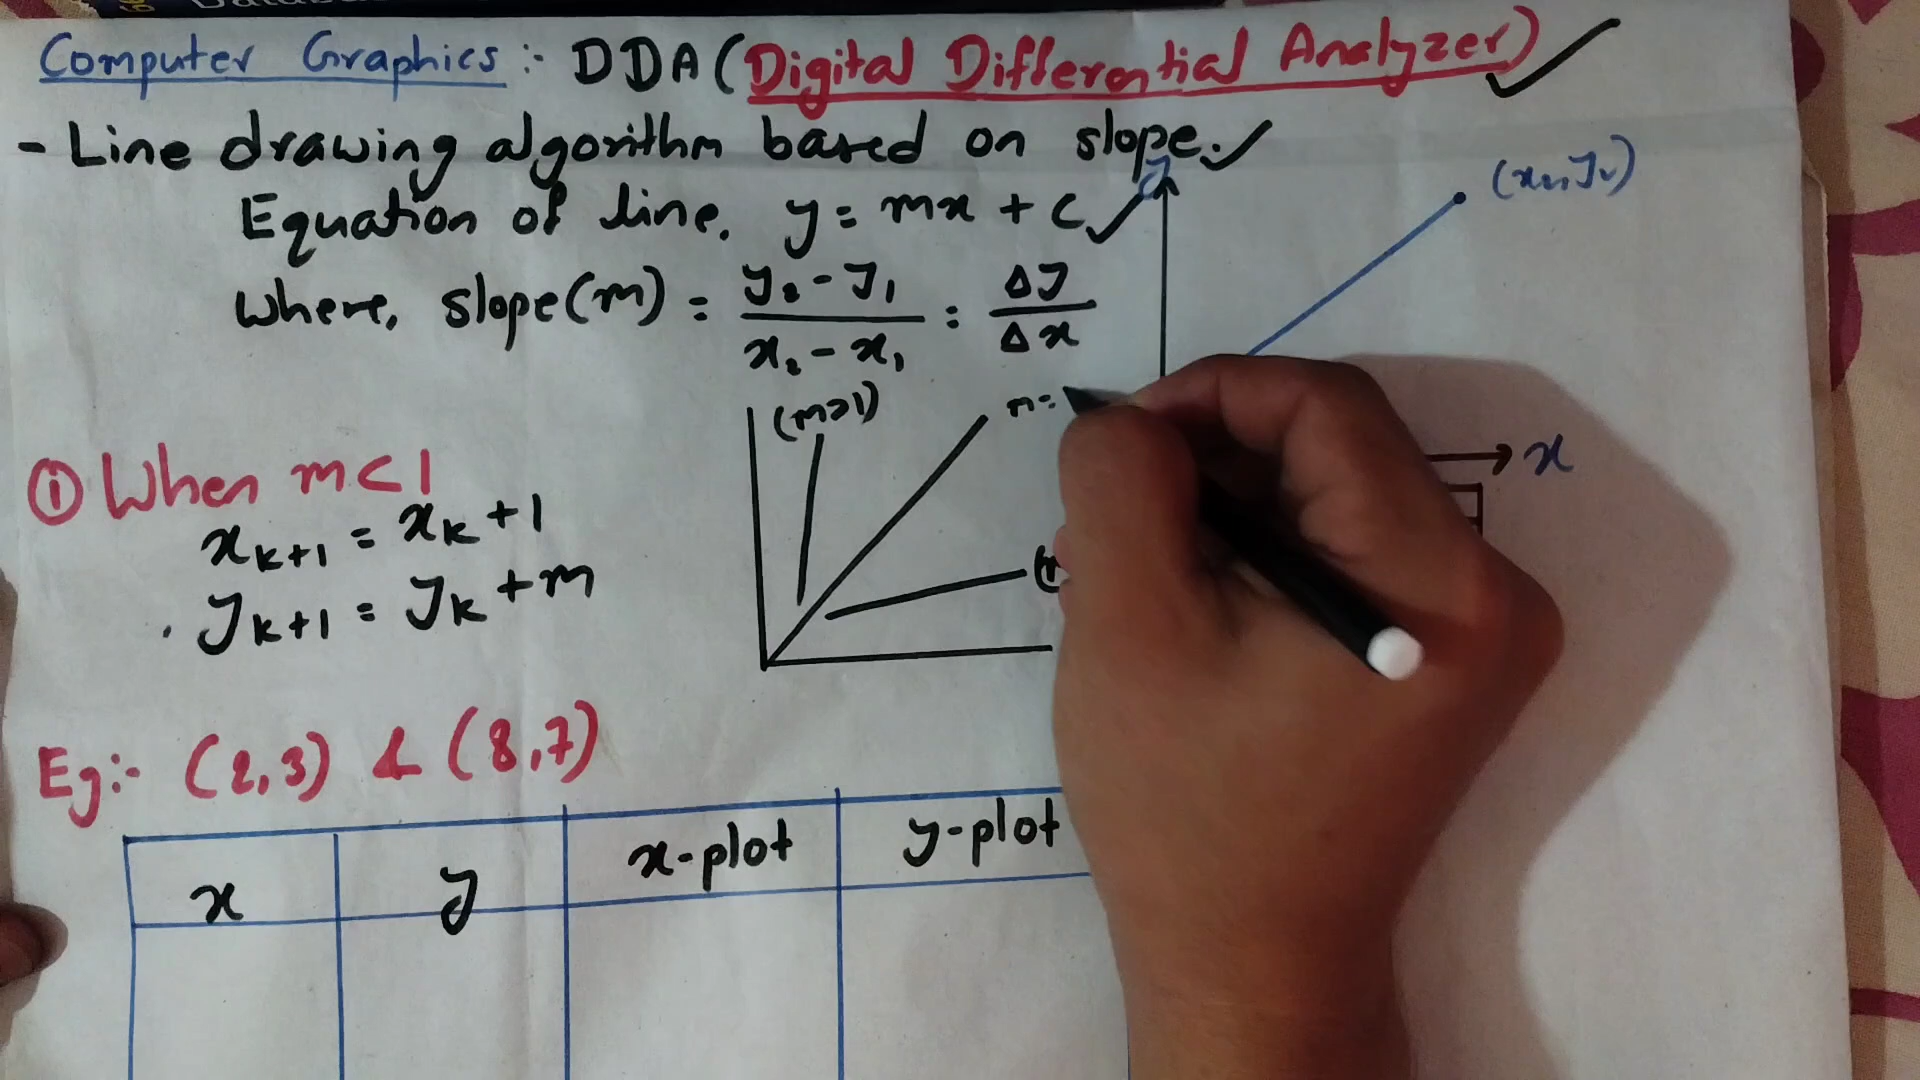 Computer Graphics :- DDA (Digital Differential Analyzer)
- Line drawing algorithm based on slope.
Equation of line. y = mx + c
where, slope(m) = y₂ - y₁ / x₂ - x₁ = Δy / Δx
y
(x₂, y₂)
x
(m>1)
m=
① When m<1
x_{k+1} = x_k + 1
y_{k+1} = y_k + m
Eg:- (2,3) & (8,7)
x y x-plot y-plot